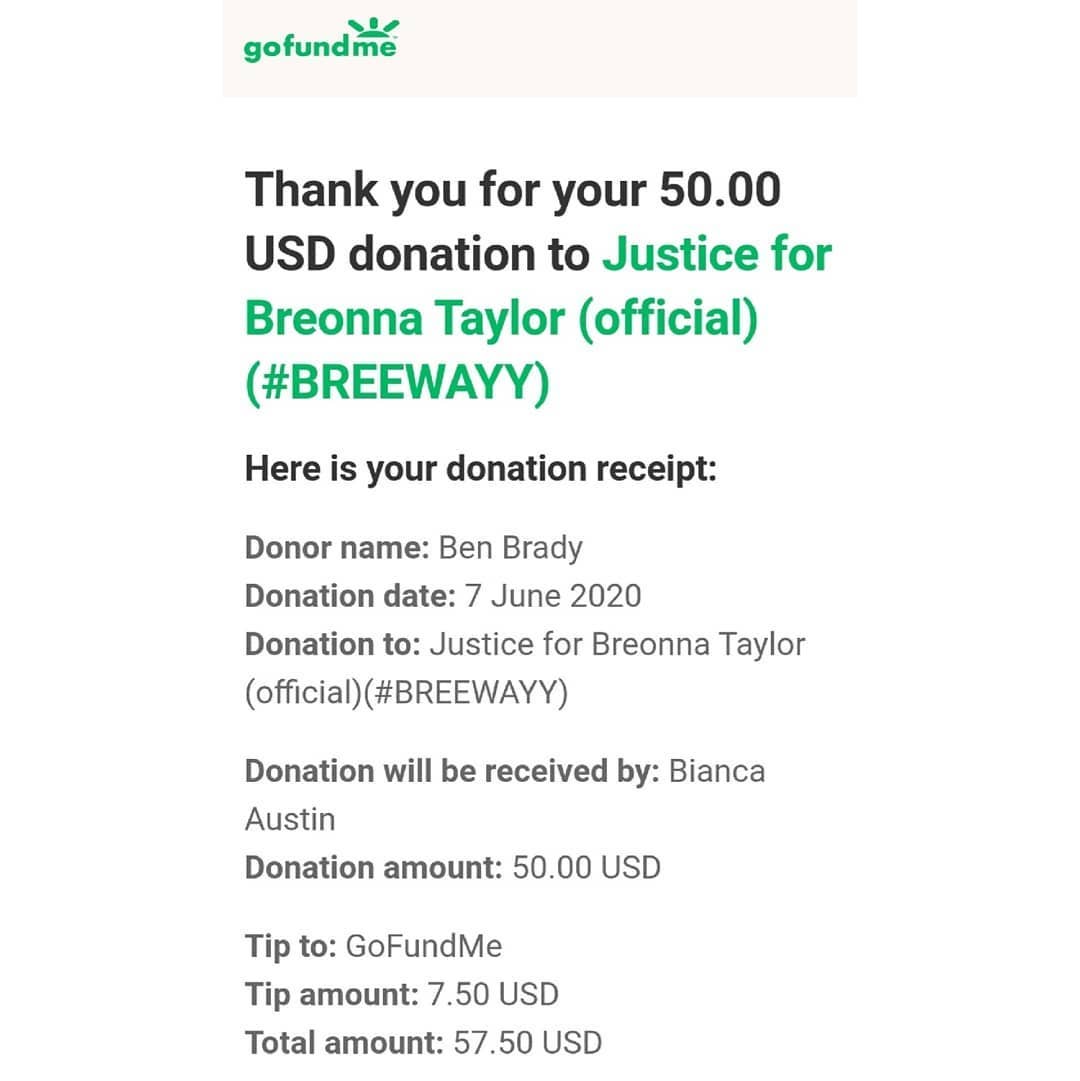 gofundme
Thank you for your 50.00
USD donation to Justice for
Breonna Taylor (official)
(#BREEWAYY)
Here is your donation receipt:
Donor name: Ben Brady
Donation date: 7 June 2020
Donation to: Justice for Breonna Taylor
(official)(#BREEWAYY)
Donation will be received by: Bianca
Austin
Donation amount: 50.00 USD
Tip to: GoFundMe
Tip amount: 7.50 USD
Total amount: 57.50 USD